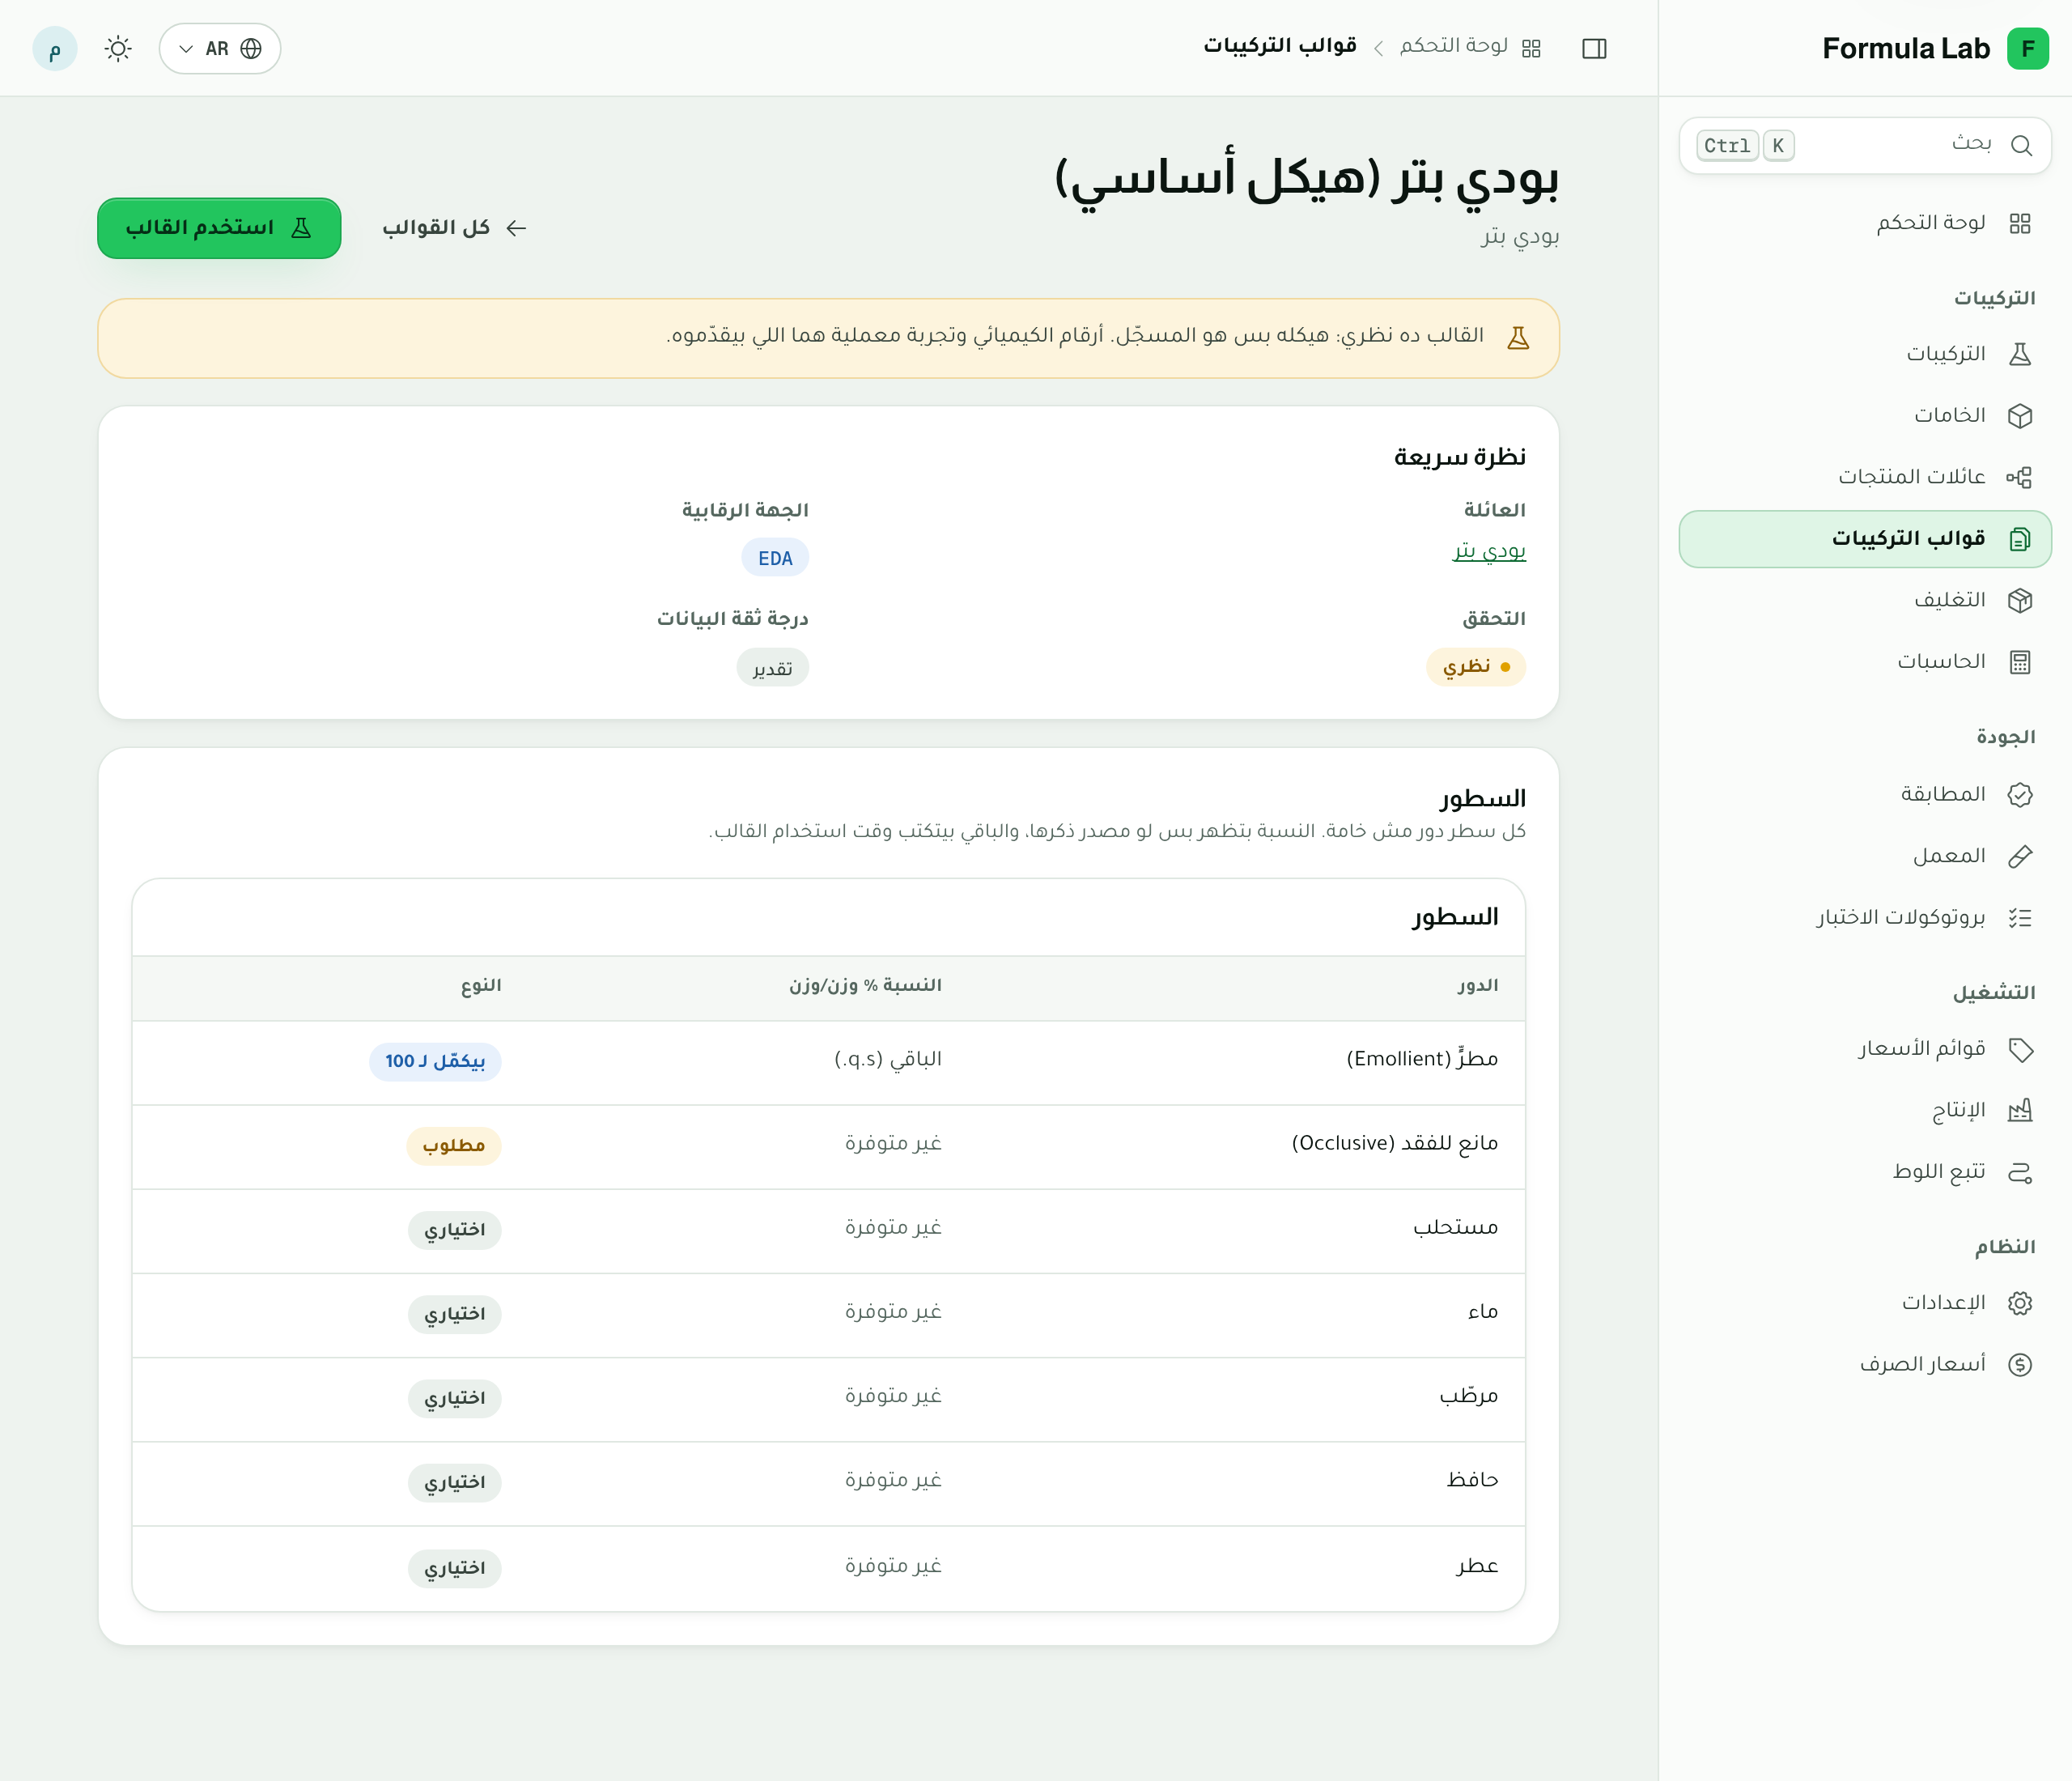 F Formula Lab
بحث Ctrl K
لوحة التحكم
التركيبات
التركيبات
الخامات
عائلات المنتجات
قوالب التركيبات
التغليف
الحاسبات
الجودة
المطابقة
المعمل
بروتوكولات الاختبار
التشغيل
قوائم الأسعار
الإنتاج
تتبع اللوط
النظام
الإعدادات
أسعار الصرف
لوحة التحكم
قوالب التركيبات
AR
م
بودي بتر (هيكل أساسي)
بودي بتر
كل القوالب
استخدم القالب
القالب ده نظري: هيكله بس هو المسجّل. أرقام الكيميائي وتجربة معملية هما اللي بيقدّموه.
نظرة سريعة
العائلة
بودي بتر
الجهة الرقابية
EDA
التحقق
نظري
درجة ثقة البيانات
تقدير
السطور
كل سطر دور مش خامة. النسبة بتظهر بس لو مصدر ذكرها، والباقي بيتكتب وقت استخدام القالب.
السطور
الدور النسبة % وزن/وزن النوع
مطرٍّ (Emollient) الباقي (q.s.) بيكمّل لـ 100
مانع للفقد (Occlusive) غير متوفرة مطلوب
مستحلب غير متوفرة اختياري
ماء غير متوفرة اختياري
مرطّب غير متوفرة اختياري
حافظ غير متوفرة اختياري
عطر غير متوفرة اختياري